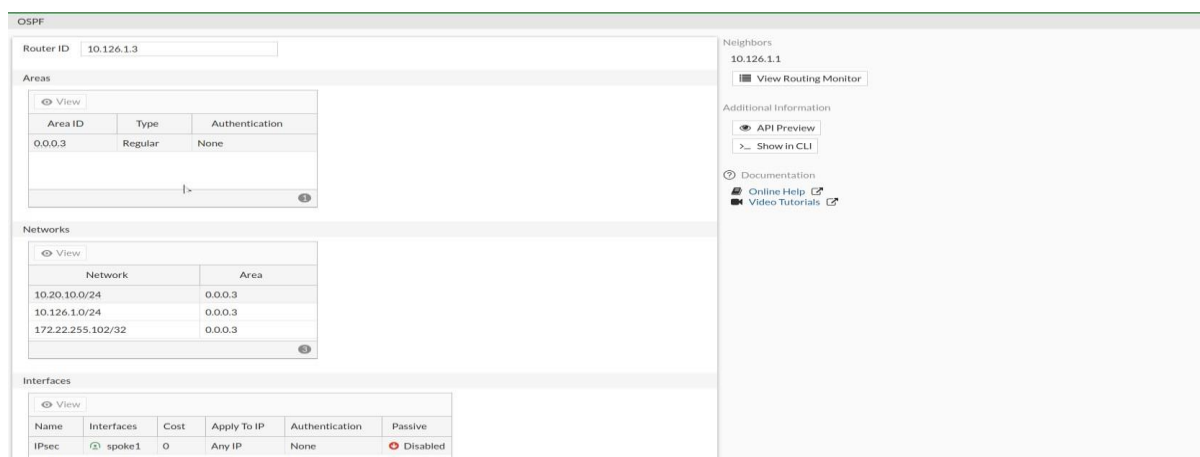 OSPF
Router ID 10.126.1.3
Areas
View
Area ID Type Authentication
0.0.0.3 Regular None
1
Networks
View
Network Area
10.20.10.0/24 0.0.0.3
10.126.1.0/24 0.0.0.3
172.22.255.102/32 0.0.0.3
3
Interfaces
View
Name Interfaces Cost Apply To IP Authentication Passive
IPsec spoke1 0 Any IP None Disabled
Neighbors
10.126.1.1
View Routing Monitor
Additional Information
API Preview
>_ Show in CLI
Documentation
Online Help
Video Tutorials